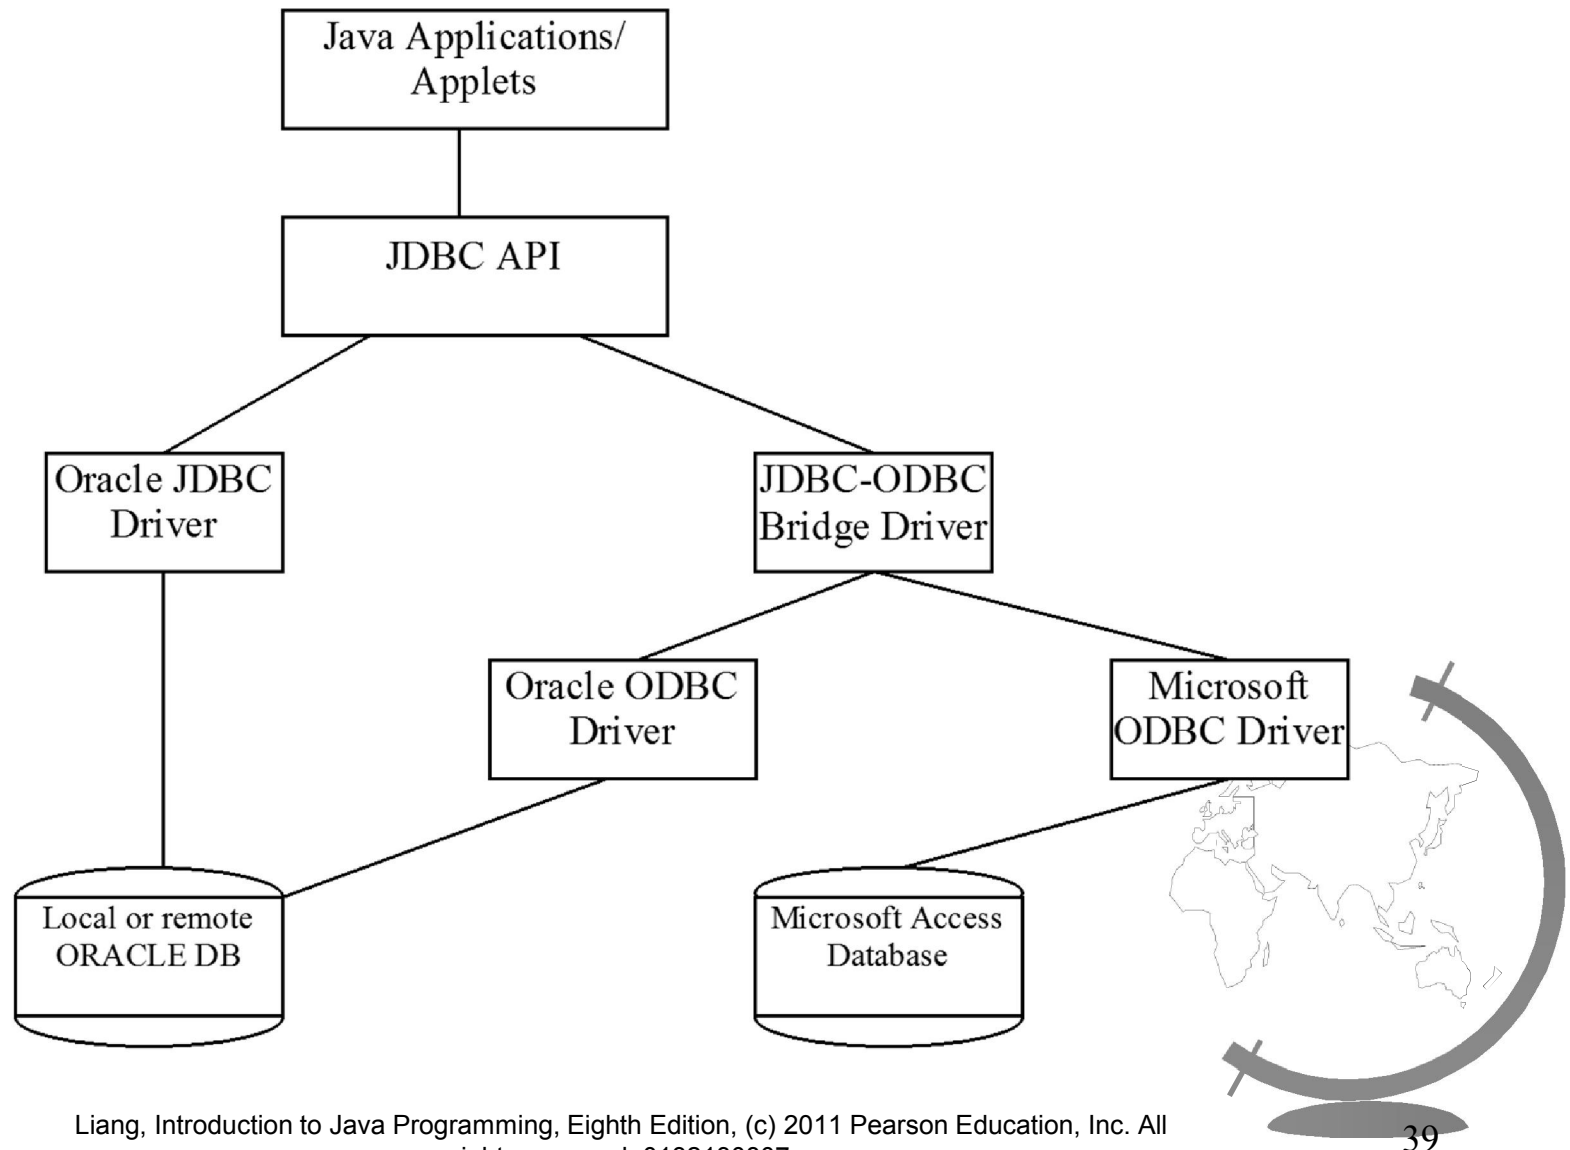 Java Applications/
Applets
JDBC API
Oracle JDBC
Driver
JDBC-ODBC
Bridge Driver
Oracle ODBC
Driver
Microsoft
ODBC Driver
Local or remote
ORACLE DB
Microsoft Access
Database
Liang, Introduction to Java Programming, Eighth Edition, (c) 2011 Pearson Education, Inc. All
39